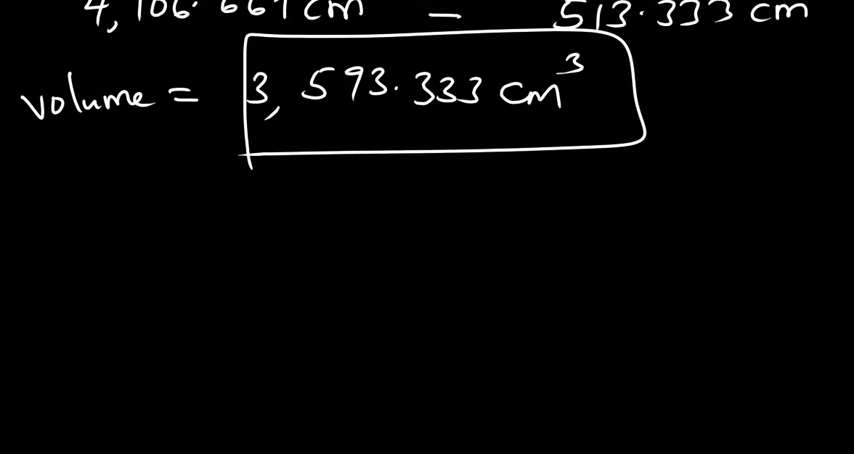 4,106.667 cm - 513.333 cm
volume = 3,593.333 cm³